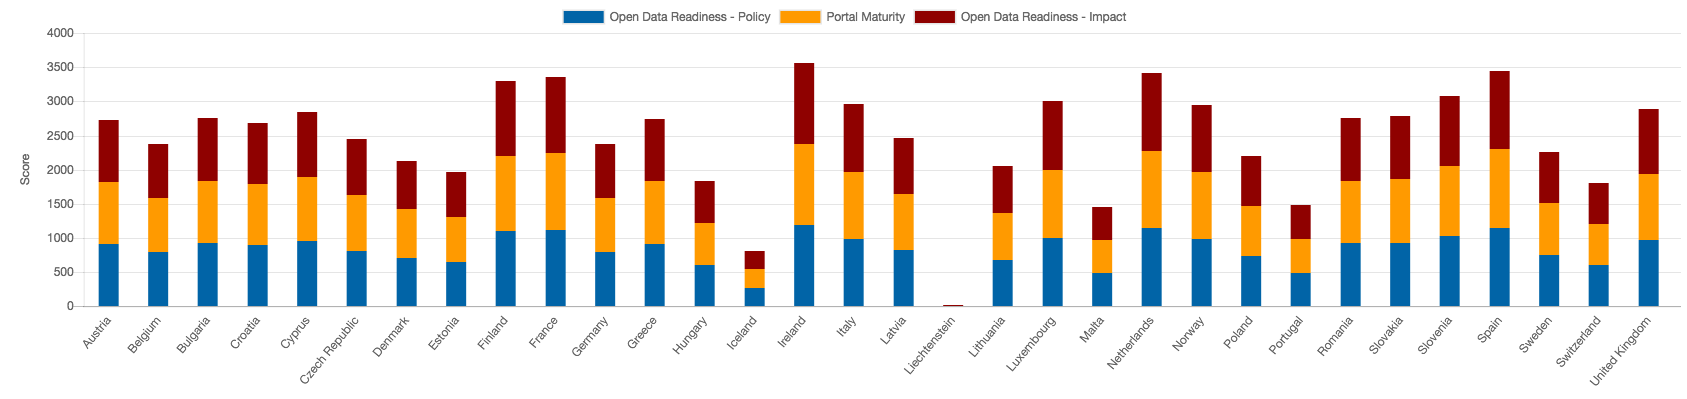 Open Data Readiness - Policy Portal Maturity Open Data Readiness - Impact
4000
3500
3000
2500
2000
1500
1000
500
0
Score
Austria
Belgium
Bulgaria
Croatia
Cyprus
Czech Republic
Denmark
Estonia
Finland
France
Germany
Greece
Hungary
Iceland
Ireland
Italy
Latvia
Liechtenstein
Lithuania
Luxembourg
Malta
Netherlands
Norway
Poland
Portugal
Romania
Slovakia
Slovenia
Spain
Sweden
Switzerland
United Kingdom